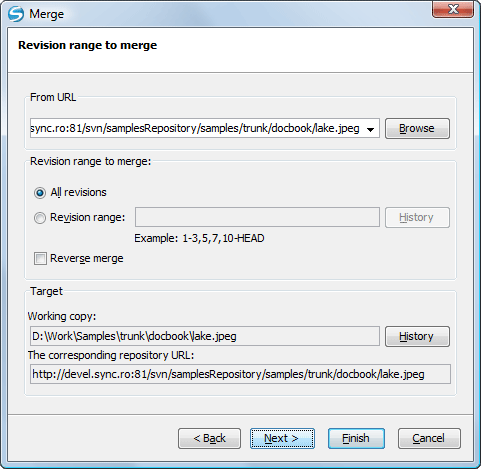 Merge
Revision range to merge
From URL
sync.ro:81/svn/samplesRepository/samples/trunk/docbook/lake.jpeg
Browse
Revision range to merge:
All revisions
Revision range:
History
Example: 1-3,5,7,10-HEAD
Reverse merge
Target
Working copy:
D:\Work\Samples\trunk\docbook\lake.jpeg
History
The corresponding repository URL:
http://devel.sync.ro:81/svn/samplesRepository/samples/trunk/docbook/lake.jpeg
< Back Next > Finish Cancel